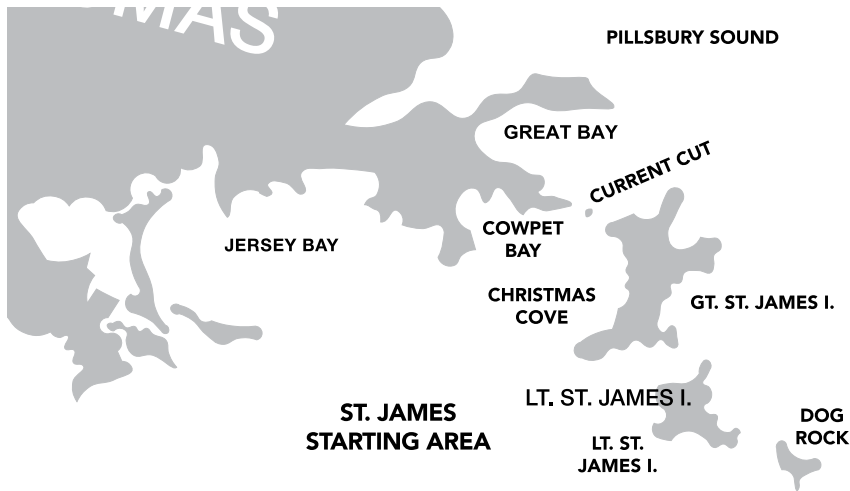 PILLSBURY SOUND
GREAT BAY
CURRENT CUT
JERSEY BAY
COWPET
BAY
CHRISTMAS
COVE
GT. ST. JAMES I.
LT. ST. JAMES I.
ST. JAMES
STARTING AREA
LT. ST.
JAMES I.
DOG
ROCK